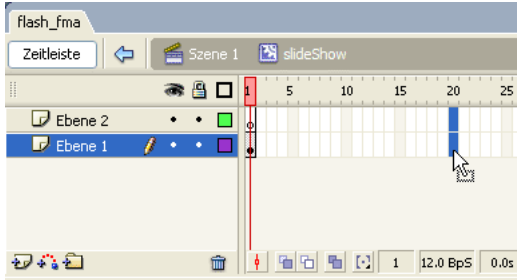 flash_fma
Zeitleiste Szene 1 slideShow
1 5 10 15 20 25
Ebene 2
Ebene 1
1 12.0 BpS 0.0s